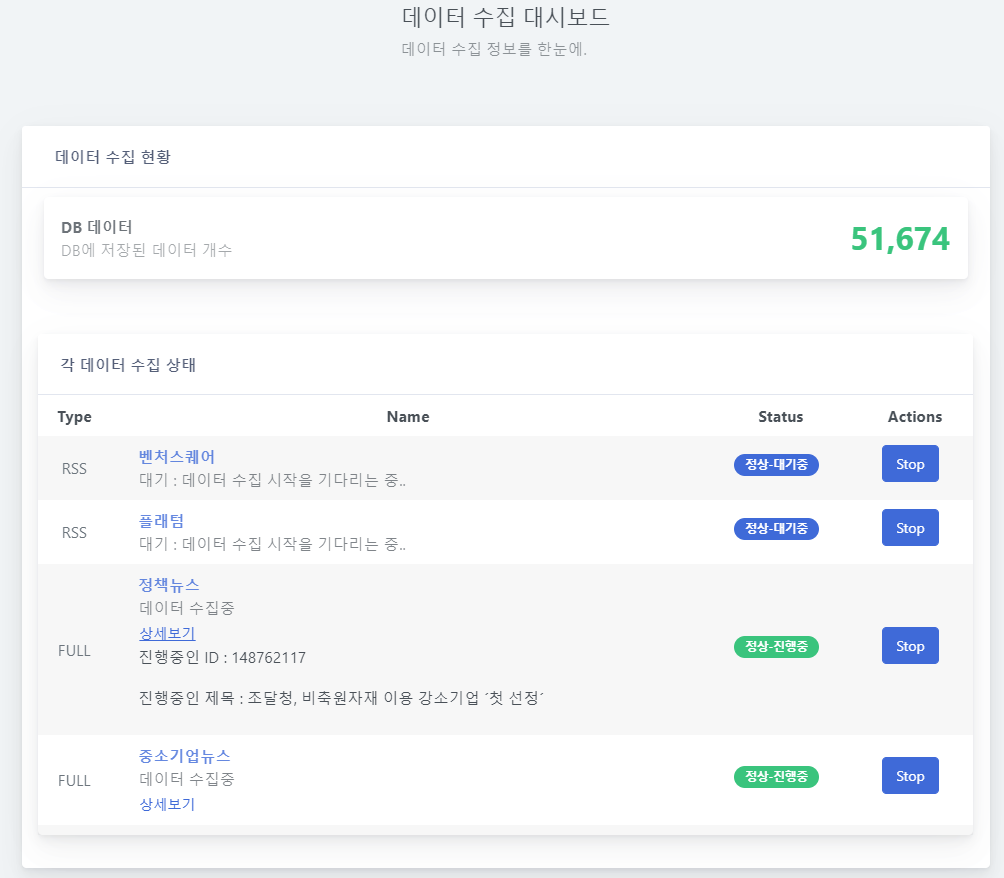 데이터 수집 대시보드
데이터 수집 정보를 한눈에.
데이터 수집 현황
DB 데이터
DB에 저장된 데이터 개수
51,674
각 데이터 수집 상태
Type Name Status Actions
RSS
벤처스퀘어
대기 : 데이터 수집 시작을 기다리는 중..
정상-대기중
Stop
RSS
플래텀
대기 : 데이터 수집 시작을 기다리는 중..
정상-대기중
Stop
FULL
정책뉴스
데이터 수집중
상세보기
진행중인 ID : 148762117
진행중인 제목 : 조달청, 비축원자재 이용 강소기업 ´첫 선정´
정상-진행중
Stop
FULL
중소기업뉴스
데이터 수집중
상세보기
정상-진행중
Stop